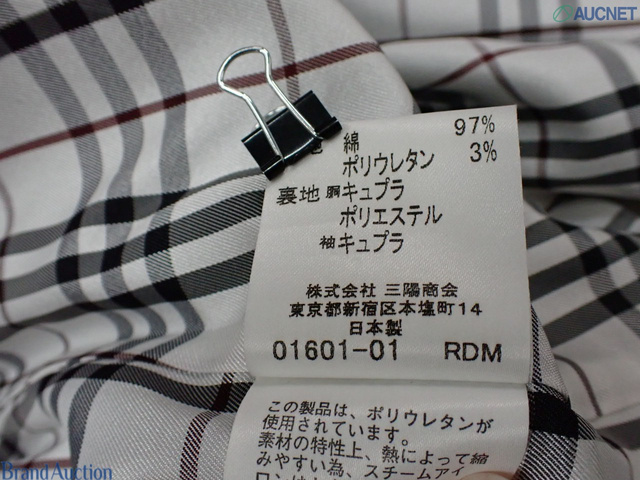 AUCNET
綿 97%
ポリウレタン 3%
裏地 胴キュプラ
ポリエステル
袖キュプラ
株式会社 三陽商会
東京都新宿区本塩町14
日本製
01601-01 RDM
この製品は、ポリウレタンが
使用されています。
素材の特性上、熱によって縮
みやすい為、スチームアイ
Brand Auction